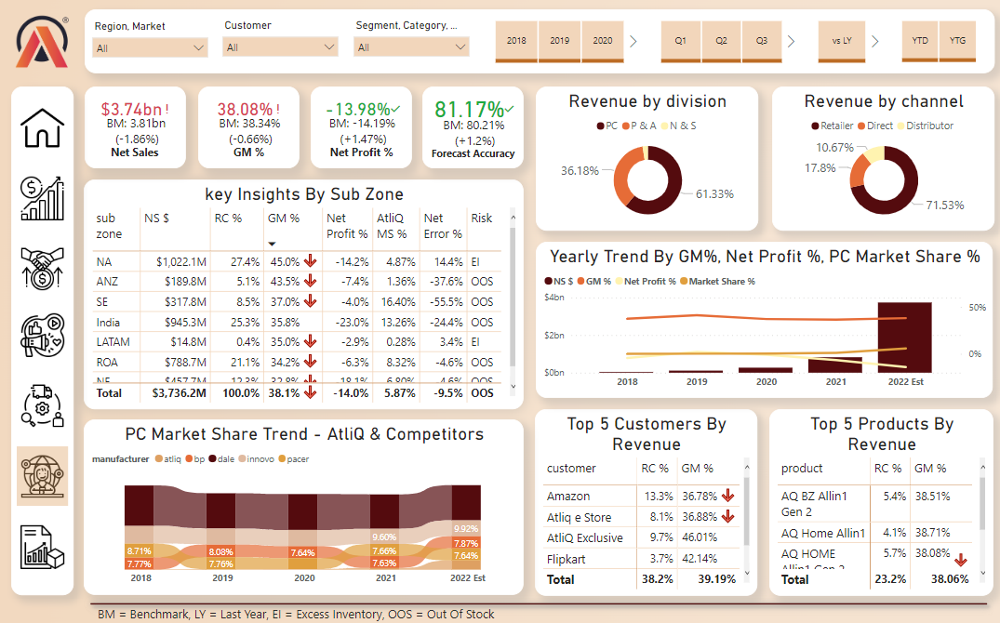 ®
Region, Market
All
Customer
All
Segment, Category, ...
All
2018
2019
2020
Q1
Q2
Q3
vs LY
YTD
YTG
$3.74bn!
BM: 3.81bn
(-1.86%)
Net Sales
38.08%!
BM: 38.34%
(-0.66%)
GM %
-13.98%✓
BM: -14.19%
(+1.47%)
Net Profit %
81.17%✓
BM: 80.21%
(+1.2%)
Forecast Accuracy
Revenue by division
PC P & A N & S
36.18%
61.33%
Revenue by channel
Retailer Direct Distributor
10.67%
17.8%
71.53%
key Insights By Sub Zone
sub zone NS $ RC % GM % Net Profit % AtliQ MS % Net Error % Risk
NA $1,022.1M 27.4% 45.0% -14.2% 4.87% 14.4% EI
ANZ $189.8M 5.1% 43.5% -7.4% 1.36% -37.6% OOS
SE $317.8M 8.5% 37.0% -4.0% 16.40% -55.5% OOS
India $945.3M 25.3% 35.8% -23.0% 13.26% -24.4% OOS
LATAM $14.8M 0.4% 35.0% -2.9% 0.28% 3.4% EI
ROA $788.7M 21.1% 34.2% -6.3% 8.32% -4.6% OOS
NE $457.7M 12.3% 32.8% -18.1% 6.80% -4.6% OOS
Total $3,736.2M 100.0% 38.1% -14.0% 5.87% -9.5% OOS
Yearly Trend By GM%, Net Profit %, PC Market Share %
NS $ GM % Net Profit % Market Share %
$4bn
$2bn
$0bn
50%
0%
2018 2019 2020 2021 2022 Est
PC Market Share Trend - AtliQ & Competitors
manufacturer atliq bp dale innovo pacer
8.71%
7.77%
8.08%
7.76%
7.64%
9.60%
7.66%
7.63%
9.92%
7.87%
7.64%
2018 2019 2020 2021 2022 Est
Top 5 Customers By
Revenue
customer RC % GM %
Amazon 13.3% 36.78%
Atliq e Store 8.1% 36.88%
AtliQ Exclusive 9.7% 46.01%
Flipkart 3.7% 42.14%
Total 38.2% 39.19%
Top 5 Products By
Revenue
product RC % GM %
AQ BZ Allin1 5.4% 38.51%
Gen 2
AQ Home Allin1 4.1% 38.71%
AQ HOME 5.7% 38.08%
Allin1 Gen 2
Total 23.2% 38.06%
BM = Benchmark, LY = Last Year, EI = Excess Inventory, OOS = Out Of Stock